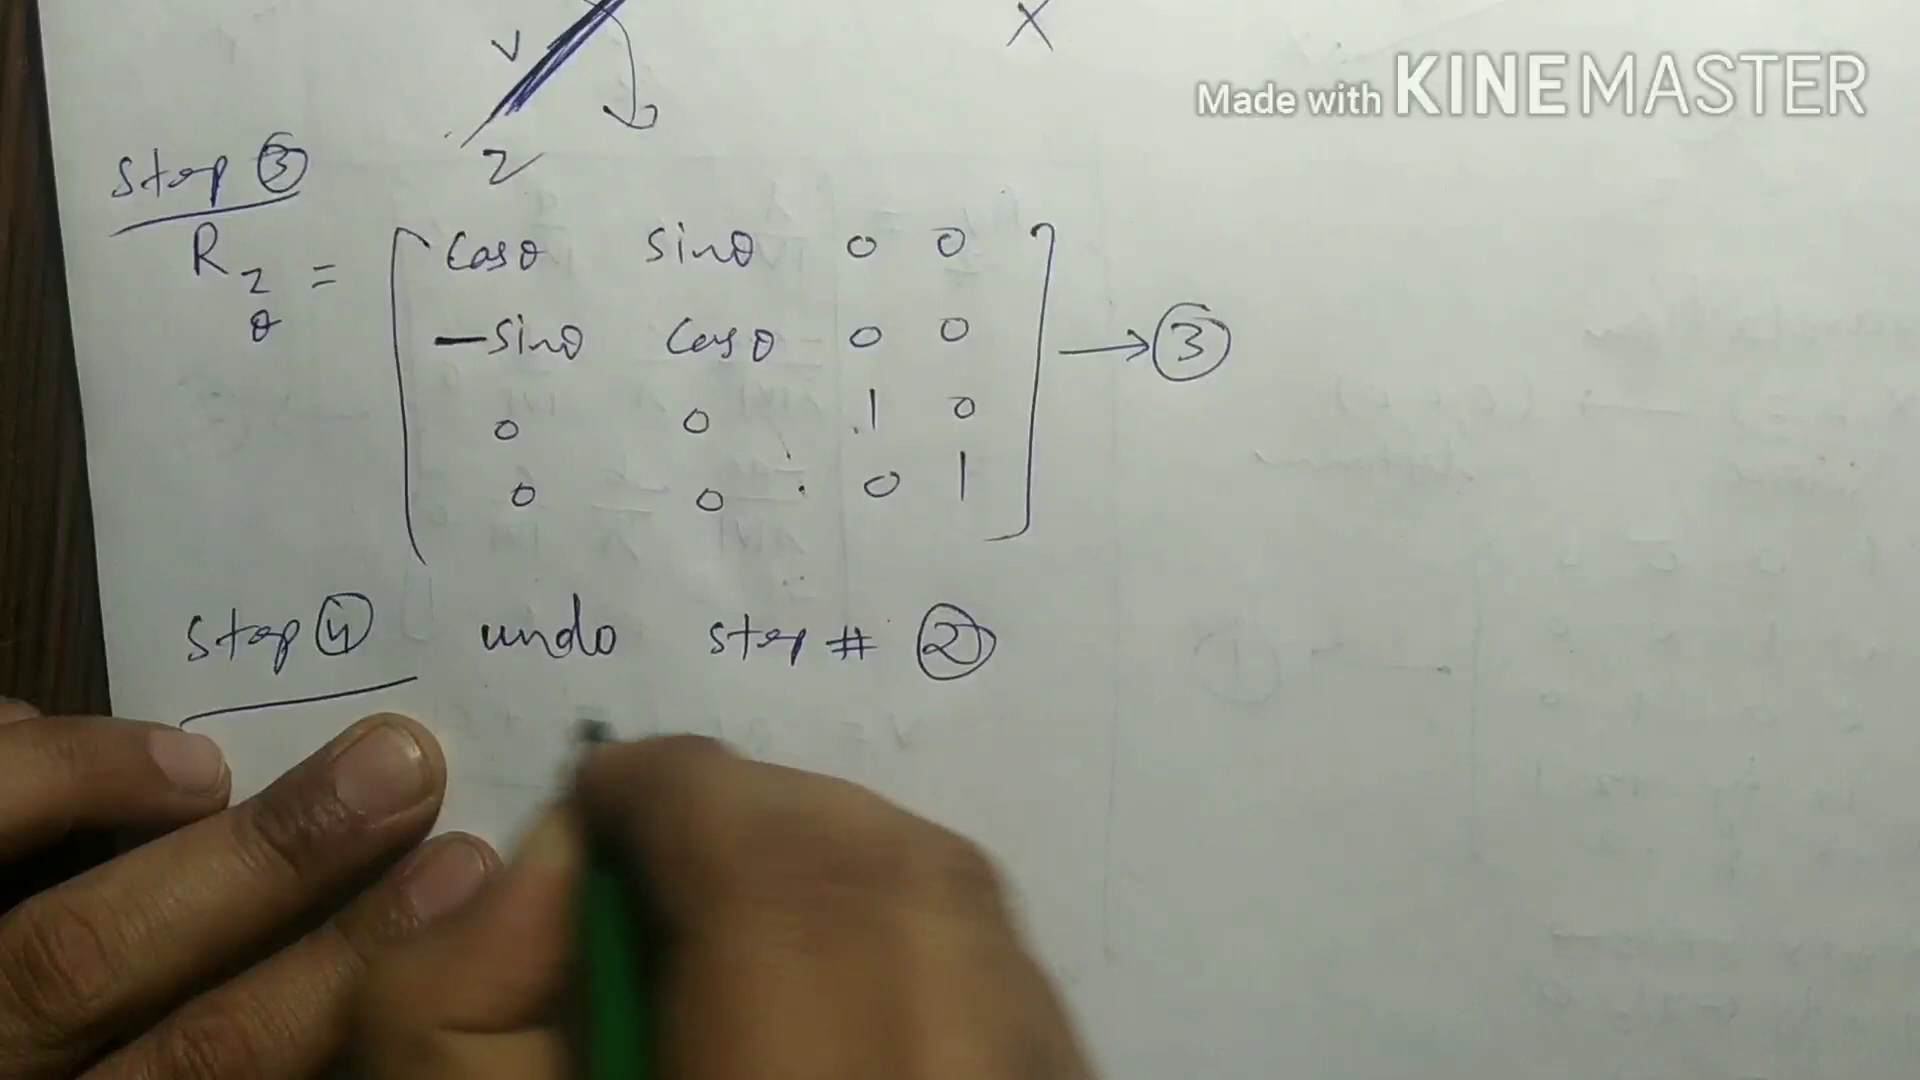 Made with KINEMASTER
V
X
Z
Step ③
R z θ = [ Cosθ sinθ 0 0
-sinθ Cosθ 0 0 → ③
0 0 1 0
0 0 0 1 ]
Step ④ undo step # ②